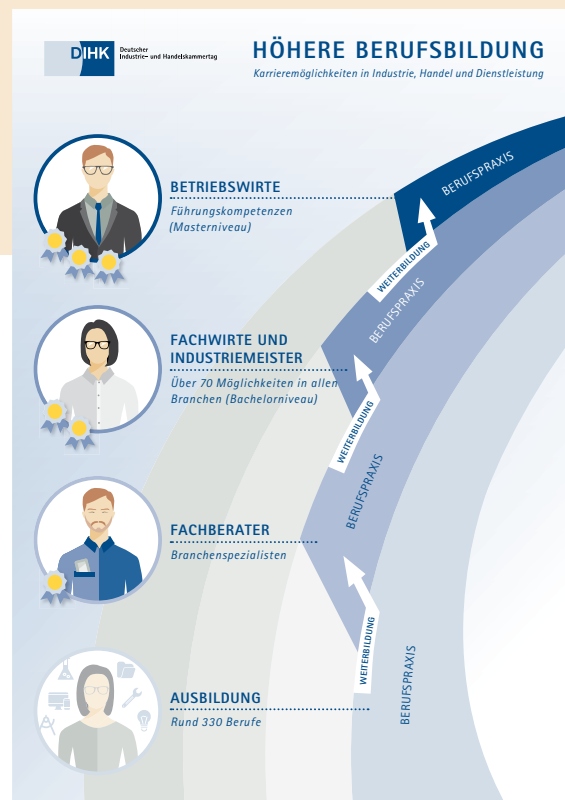 DIHK
Deutscher
Industrie- und Handelskammertag
HÖHERE BERUFSBILDUNG
Karrieremöglichkeiten in Industrie, Handel und Dienstleistung
BERUFSPRAXIS
BETRIEBSWIRTE
Führungskompetenzen
(Masterniveau)
WEITERBILDUNG
BERUFSPRAXIS
FACHWIRTE UND
INDUSTRIEMEISTER
Über 70 Möglichkeiten in allen
Branchen (Bachelorniveau)
WEITERBILDUNG
BERUFSPRAXIS
FACHBERATER
Branchenspezialisten
WEITERBILDUNG
BERUFSPRAXIS
AUSBILDUNG
Rund 330 Berufe